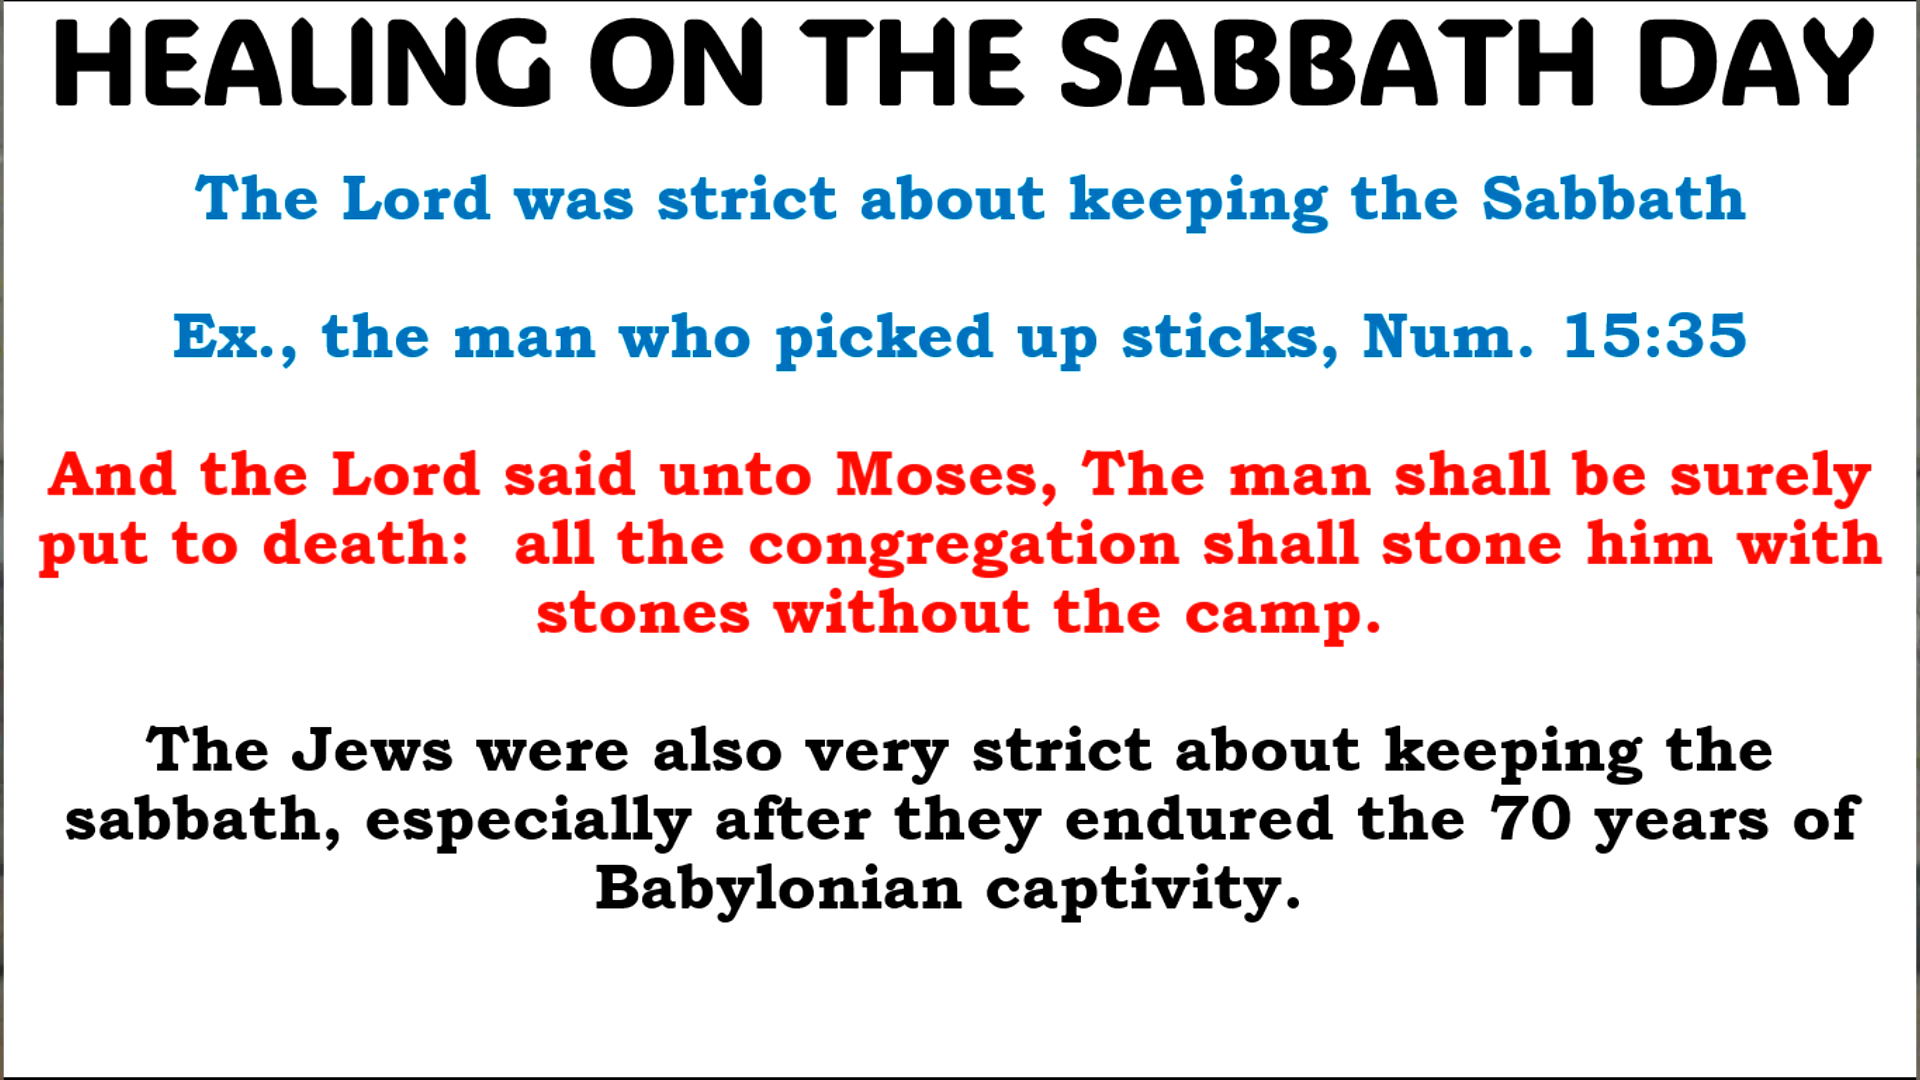 HEALING ON THE SABBATH DAY
The Lord was strict about keeping the Sabbath
Ex., the man who picked up sticks, Num. 15:35
And the Lord said unto Moses, The man shall be surely
put to death:  all the congregation shall stone him with
stones without the camp.
The Jews were also very strict about keeping the
sabbath, especially after they endured the 70 years of
Babylonian captivity.